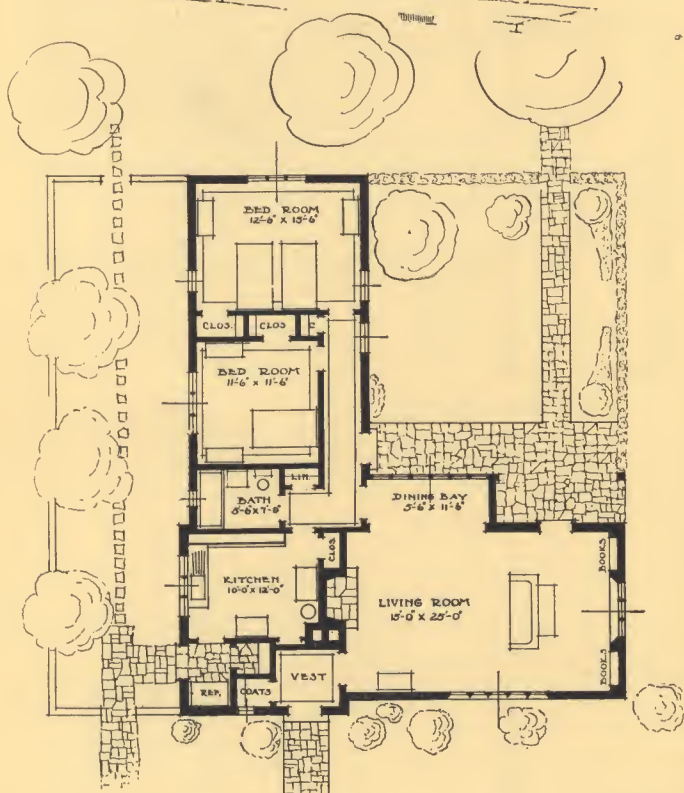 BED ROOM
12'-6" X 15'-6"
CLOS.
CLOS
C
BED ROOM
11'-6" X 11'-6"
LIN.
BATH
5'-6 X 7'-0"
DINING BAY
5'-6" X 11'-6"
CLOS.
BOOKS
KITCHEN
10'-0" X 12'-0"
LIVING ROOM
15'-0" X 25'-0"
BOOKS
VEST
REF.
COATS